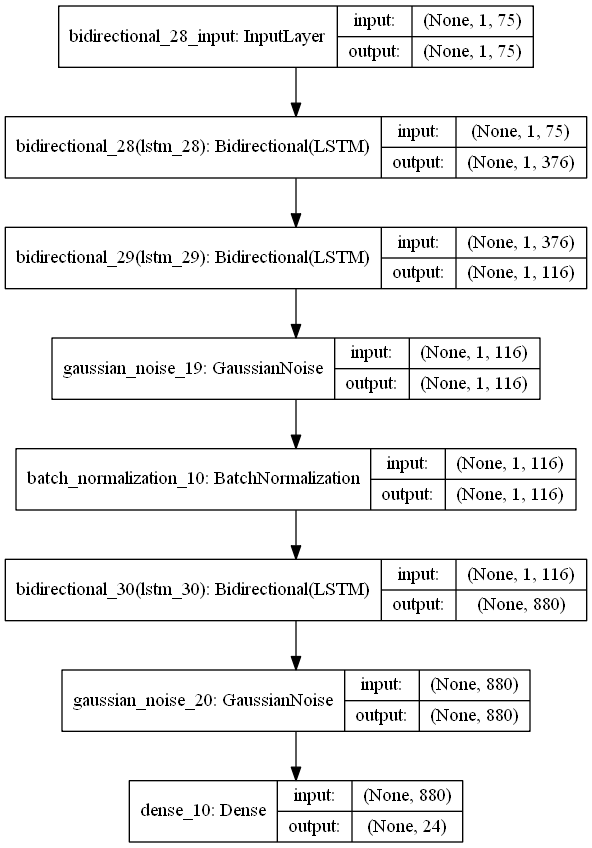 bidirectional_28_input: InputLayer
input: (None, 1, 75)
output: (None, 1, 75)
bidirectional_28(lstm_28): Bidirectional(LSTM)
input: (None, 1, 75)
output: (None, 1, 376)
bidirectional_29(lstm_29): Bidirectional(LSTM)
input: (None, 1, 376)
output: (None, 1, 116)
gaussian_noise_19: GaussianNoise
input: (None, 1, 116)
output: (None, 1, 116)
batch_normalization_10: BatchNormalization
input: (None, 1, 116)
output: (None, 1, 116)
bidirectional_30(lstm_30): Bidirectional(LSTM)
input: (None, 1, 116)
output: (None, 880)
gaussian_noise_20: GaussianNoise
input: (None, 880)
output: (None, 880)
dense_10: Dense
input: (None, 880)
output: (None, 24)